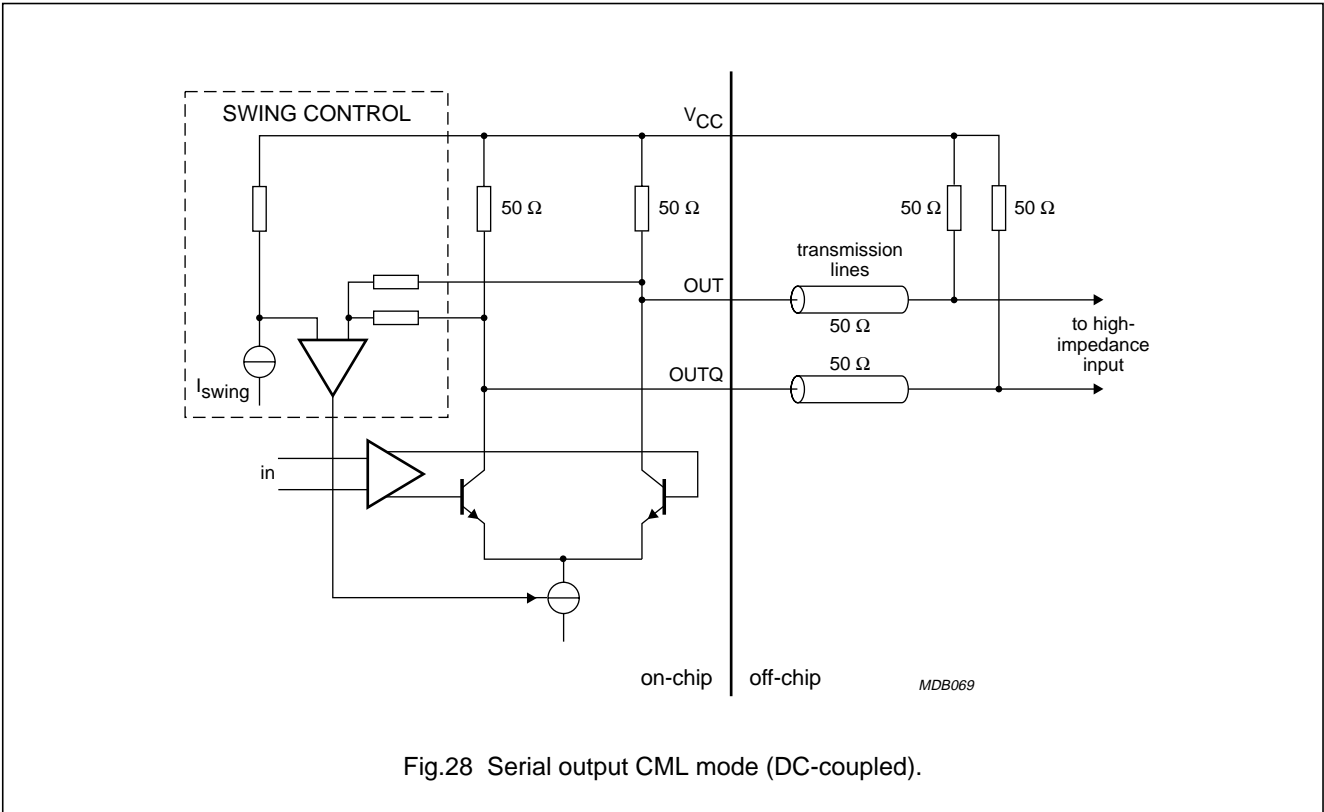 SWING CONTROL
VCC
50 Ω
50 Ω
50 Ω
50 Ω
transmission
lines
OUT
50 Ω
to high-
impedance
input
50 Ω
OUTQ
Iswing
in
on-chip
off-chip
MDB069
Fig.28 Serial output CML mode (DC-coupled).